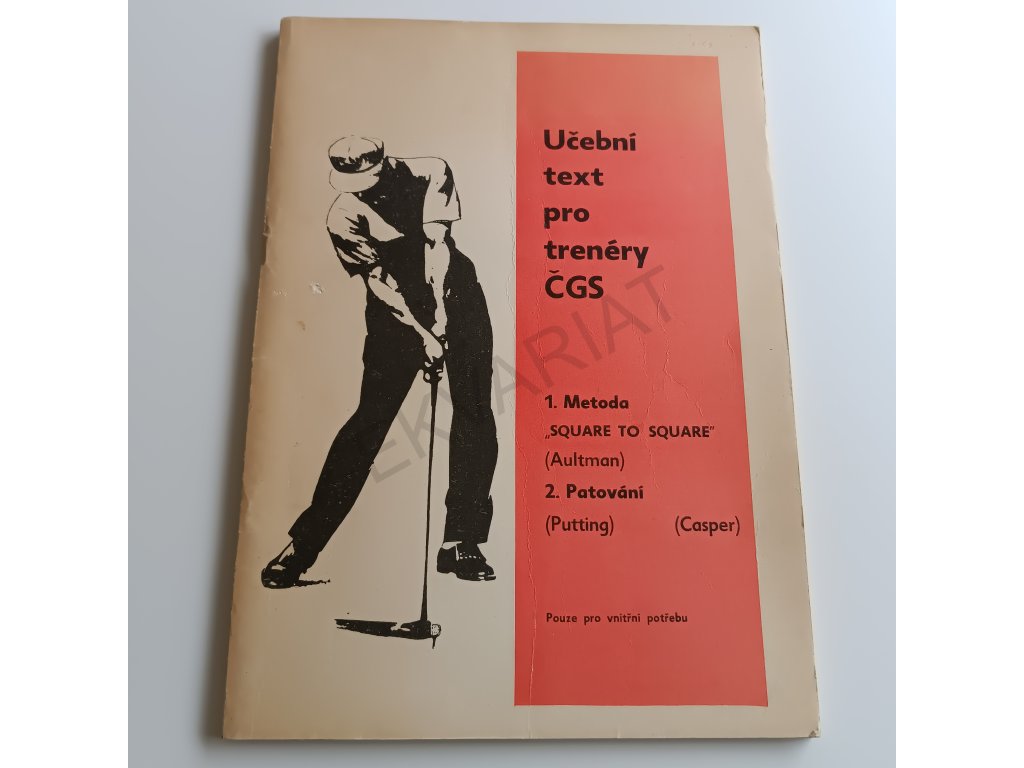 Učební
text
pro
trenéry
ČGS
1. Metoda
„SQUARE TO SQUARE"
(Aultman)
2. Patování
(Putting) (Casper)
Pouze pro vnitřní potřebu
EKVARIAT